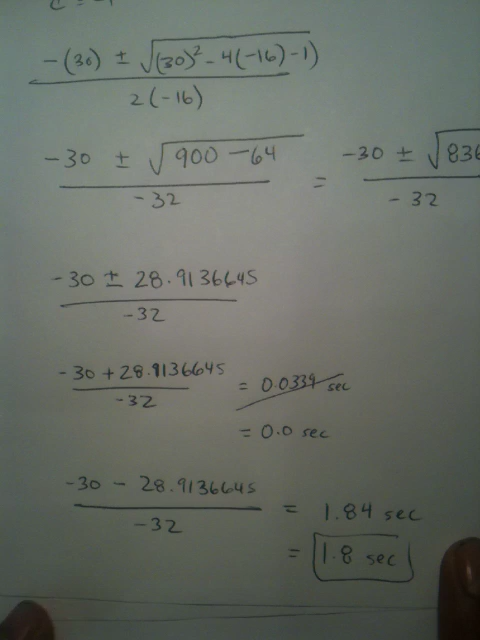 -(30) ± √(30)² - 4(-16) -1)
2(-16)
-30 ± √900 - 64
-32
= -30 ± √836
-32
-30 ± 28.9136645
-32
-30 + 28.9136645
-32
= 0.0339 sec
= 0.0 sec
-30 - 28.9136645
-32
= 1.84 sec
= 1.8 sec